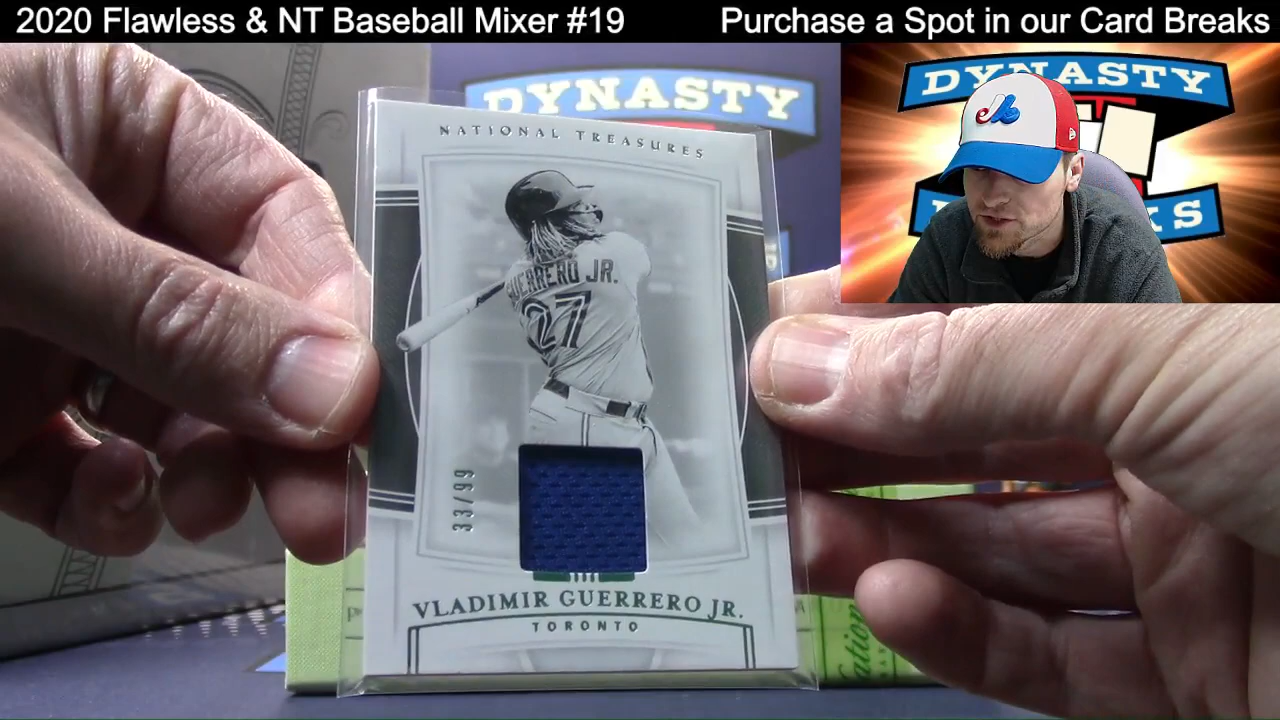 2020 Flawless & NT Baseball Mixer #19
Purchase a Spot in our Card Breaks
DYNASTY
DYNASTY
KS
NATIONAL TREASURES
GUERRERO JR.
27
33/99
VLADIMIR GUERRERO JR.
TORONTO